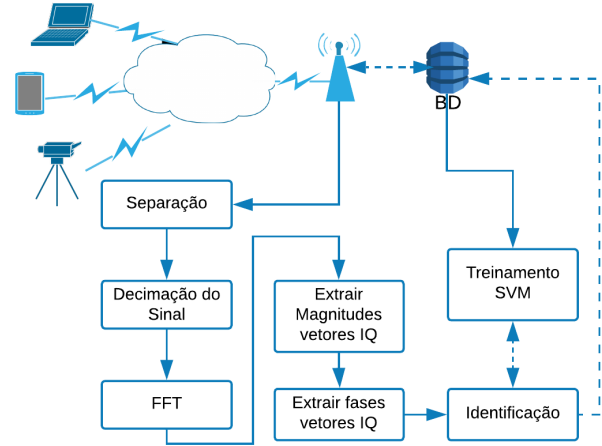 BD
Separação
Decimação do
Sinal
FFT
Extrair
Magnitudes
vetores IQ
Extrair fases
vetores IQ
Treinamento
SVM
Identificação